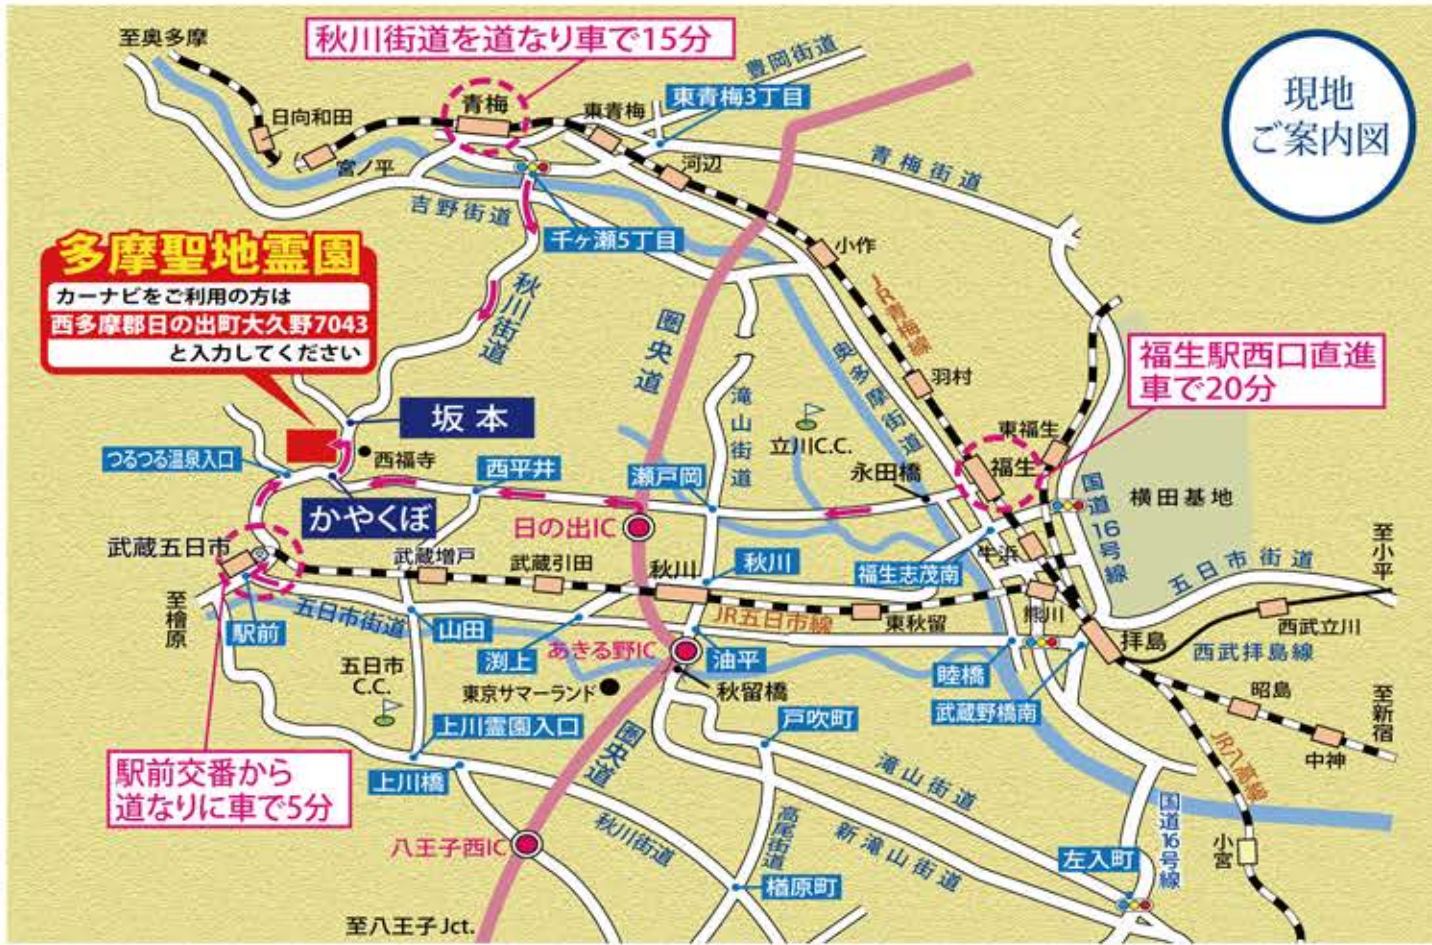 至奥多摩
秋川街道を道なり車で15分
豊岡街道
現地
ご案内図
青梅
東青梅
東青梅3丁目
日向和田
宮ノ平
河辺
青梅街道
吉野街道
千ヶ瀬5丁目
小作
多摩聖地霊園
カーナビをご利用の方は
西多摩郡日の出町大久野7043
と入力してください
秋川街道
圏央道
JR青梅線
奥多摩街道
羽村
福生駅西口直進
車で20分
滝山街道
立川C.C.
坂本
東福生
福生
永田橋
つるつる温泉入口
西福寺
西平井
瀬戸岡
国道16号線
横田基地
かやくぼ
日の出IC
武蔵五日市
武蔵増戸
武蔵引田
秋川
秋川
福生志茂南
牛浜
五日市街道
至小平
至檜原
駅前
五日市街道
山田
渕上
JR五日市線
東秋留
熊川
拝島
西武立川
西武拝島線
あきる野IC
油平
睦橋
五日市
C.C.
東京サマーランド
秋留橋
武蔵野橋南
昭島
至新宿
中神
上川霊園入口
戸吹町
圏央道
JR八高線
駅前交番から
道なりに車で5分
上川橋
滝山街道
国道16号線
小宮
八王子西IC
秋川街道
高尾街道
新滝山街道
左入町
楢原町
至八王子Jct.